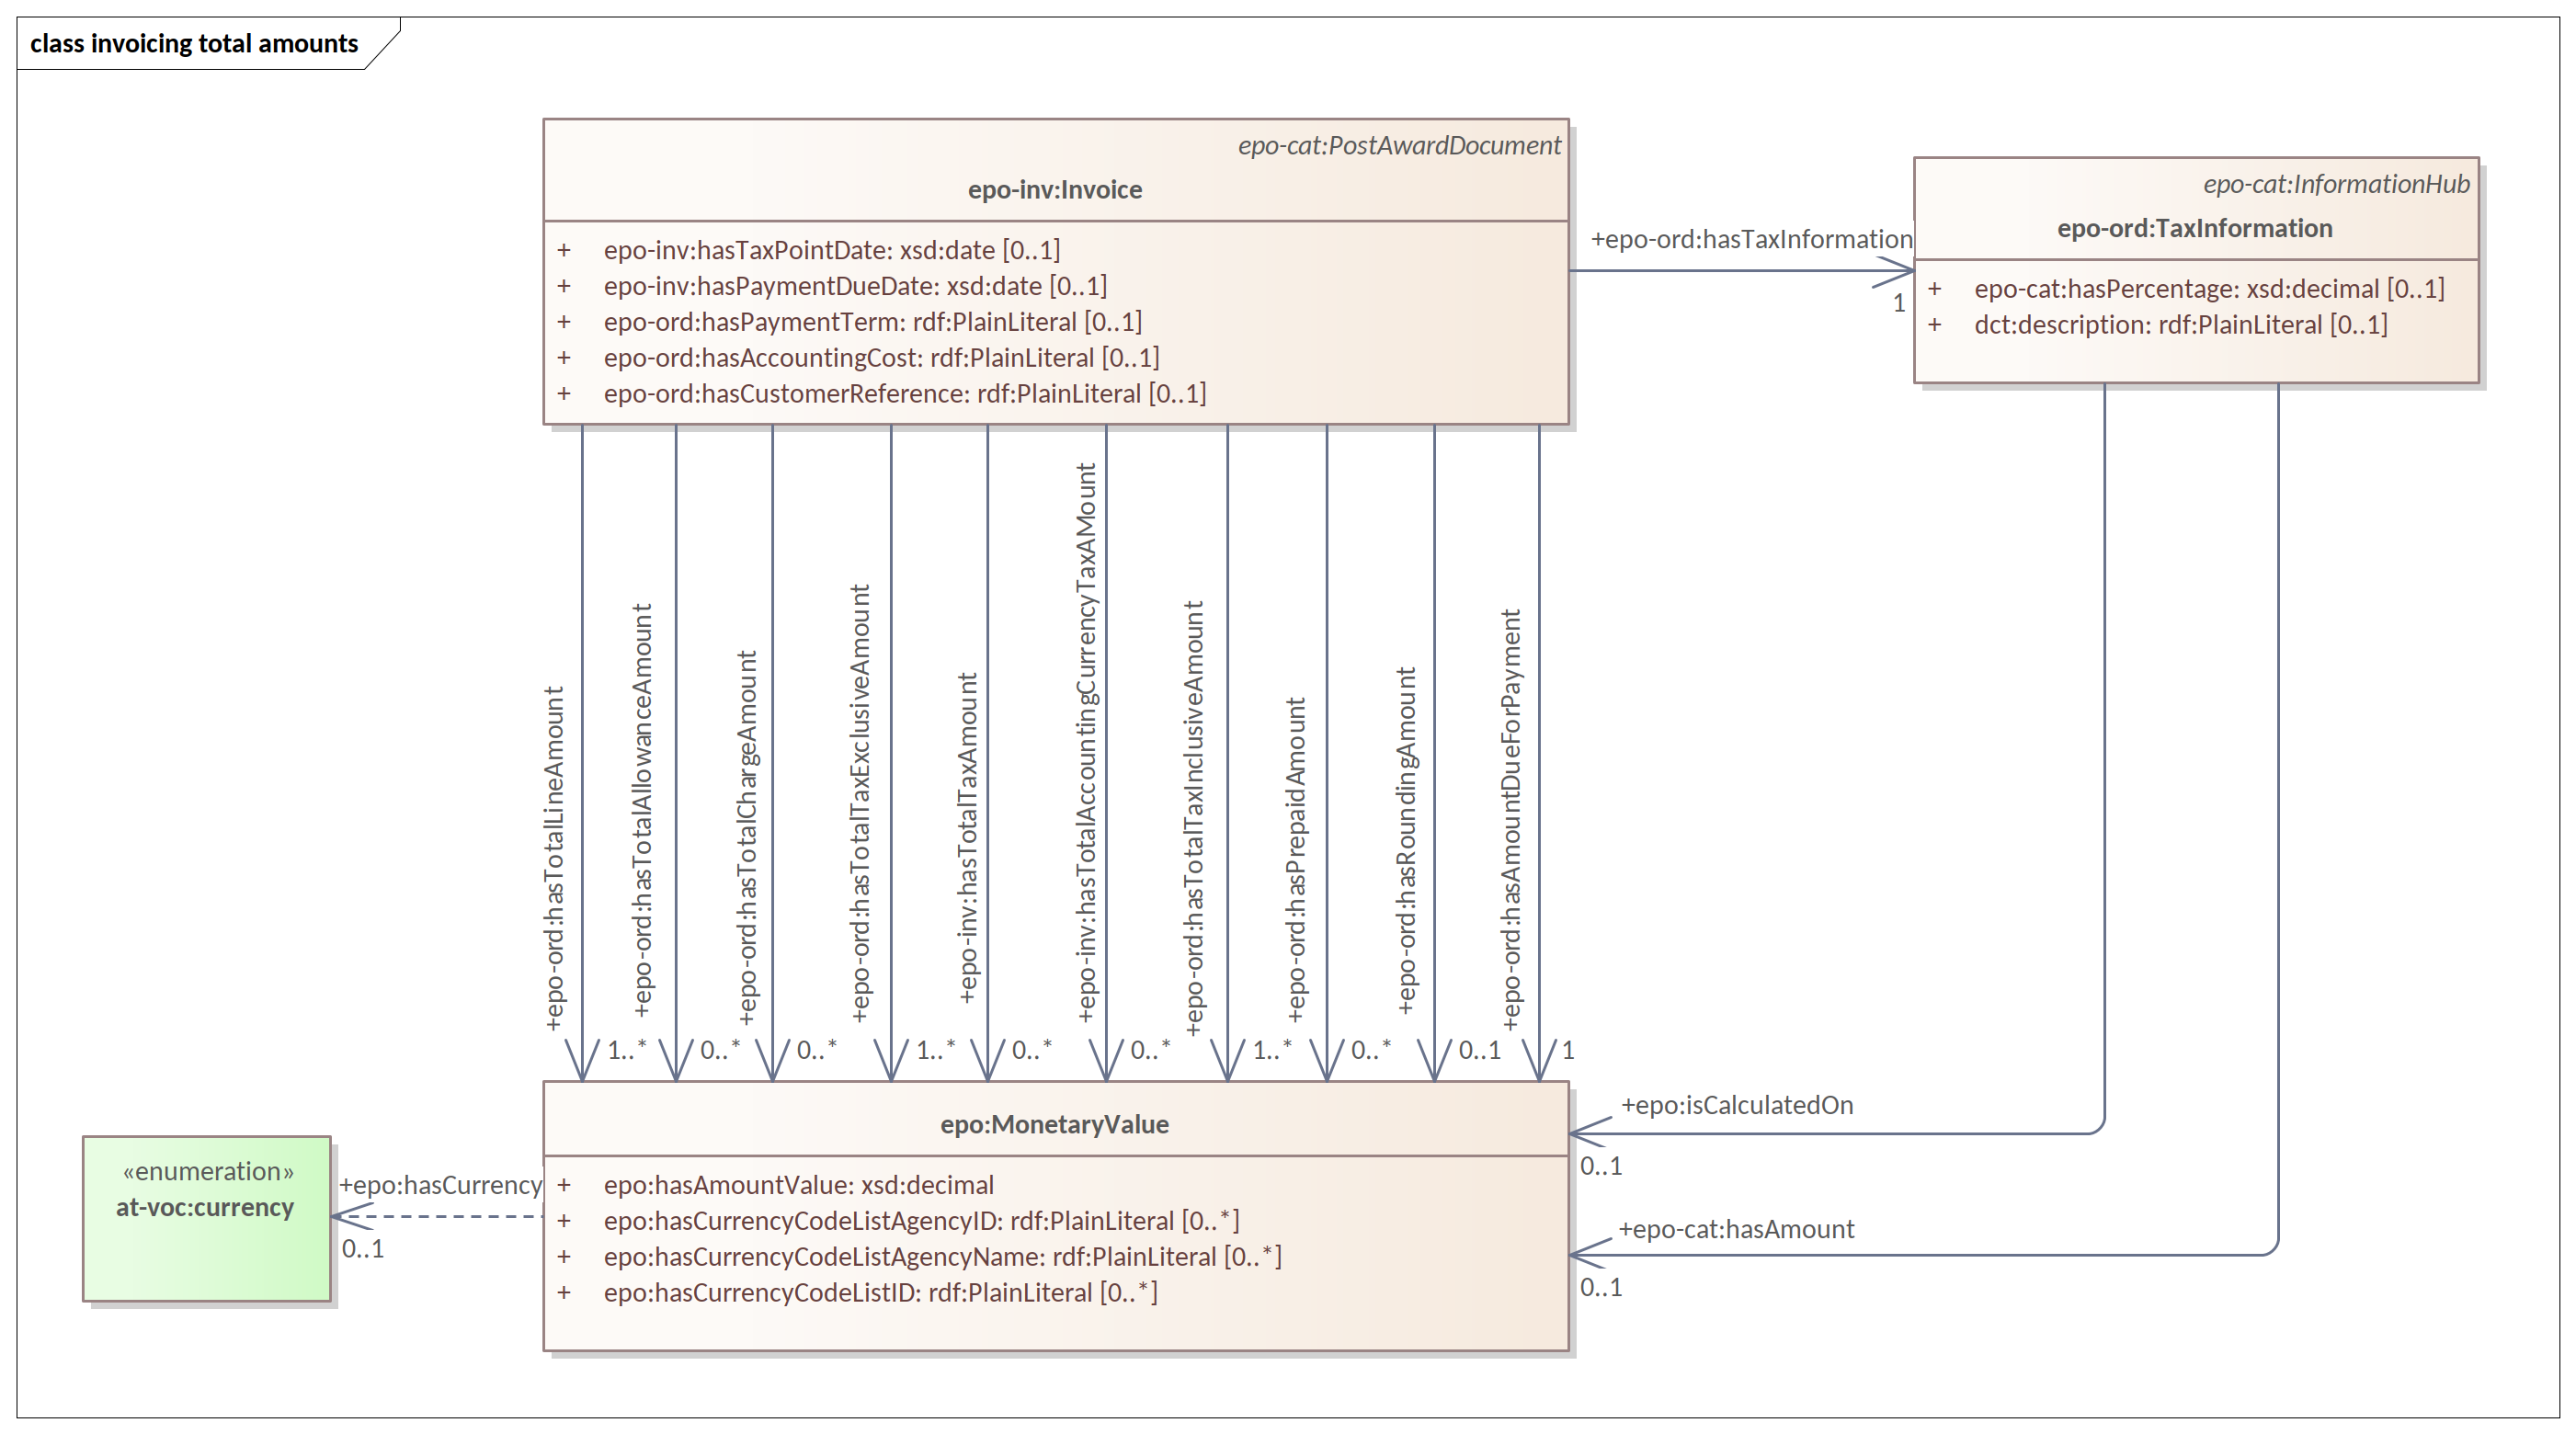 class invoicing total amounts
epo-cat:PostAwardDocument
epo-inv:Invoice
+ epo-inv:hasTaxPointDate: xsd:date [0..1]
+ epo-inv:hasPaymentDueDate: xsd:date [0..1]
+ epo-ord:hasPaymentTerm: rdf:PlainLiteral [0..1]
+ epo-ord:hasAccountingCost: rdf:PlainLiteral [0..1]
+ epo-ord:hasCustomerReference: rdf:PlainLiteral [0..1]
+epo-ord:hasTaxInformation
1
epo-cat:InformationHub
epo-ord:TaxInformation
+ epo-cat:hasPercentage: xsd:decimal [0..1]
+ dct:description: rdf:PlainLiteral [0..1]
+epo-ord:hasTotalLineAmount
1..*
+epo-ord:hasTotalAllowanceAmount
0..*
+epo-ord:hasTotalChargeAmount
0..*
+epo-ord:hasTotalTaxExclusiveAmount
1..*
+epo-inv:hasTotalTaxAmount
0..*
+epo-inv:hasTotalAccountingCurrencyTaxAMount
0..*
+epo-ord:hasTotalTaxInclusiveAmount
1..*
+epo-ord:hasPrepaidAmount
0..*
+epo-ord:hasRoundingAmount
0..1
+epo-ord:hasAmountDueForPayment
1
epo:MonetaryValue
+ epo:hasAmountValue: xsd:decimal
+ epo:hasCurrencyCodeListAgencyID: rdf:PlainLiteral [0..*]
+ epo:hasCurrencyCodeListAgencyName: rdf:PlainLiteral [0..*]
+ epo:hasCurrencyCodeListID: rdf:PlainLiteral [0..*]
+epo:isCalculatedOn
0..1
+epo-cat:hasAmount
0..1
+epo:hasCurrency
0..1
«enumeration»
at-voc:currency